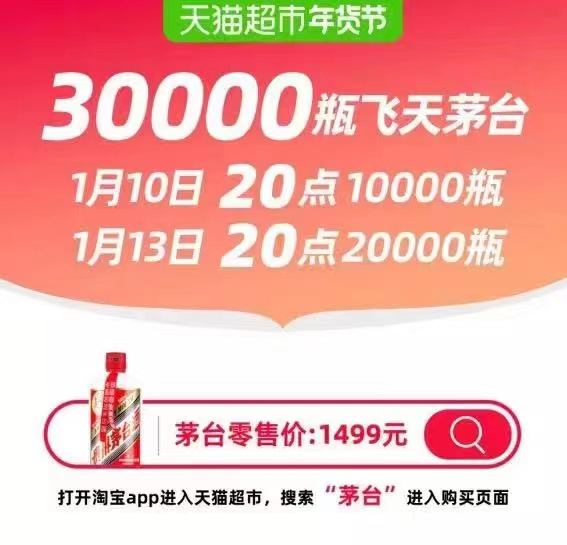 天猫超市年货节
30000瓶飞天茅台
1月10日 20点 10000瓶
1月13日 20点 20000瓶
茅台零售价:1499元
打开淘宝app进入天猫超市，搜索“茅台”进入购买页面